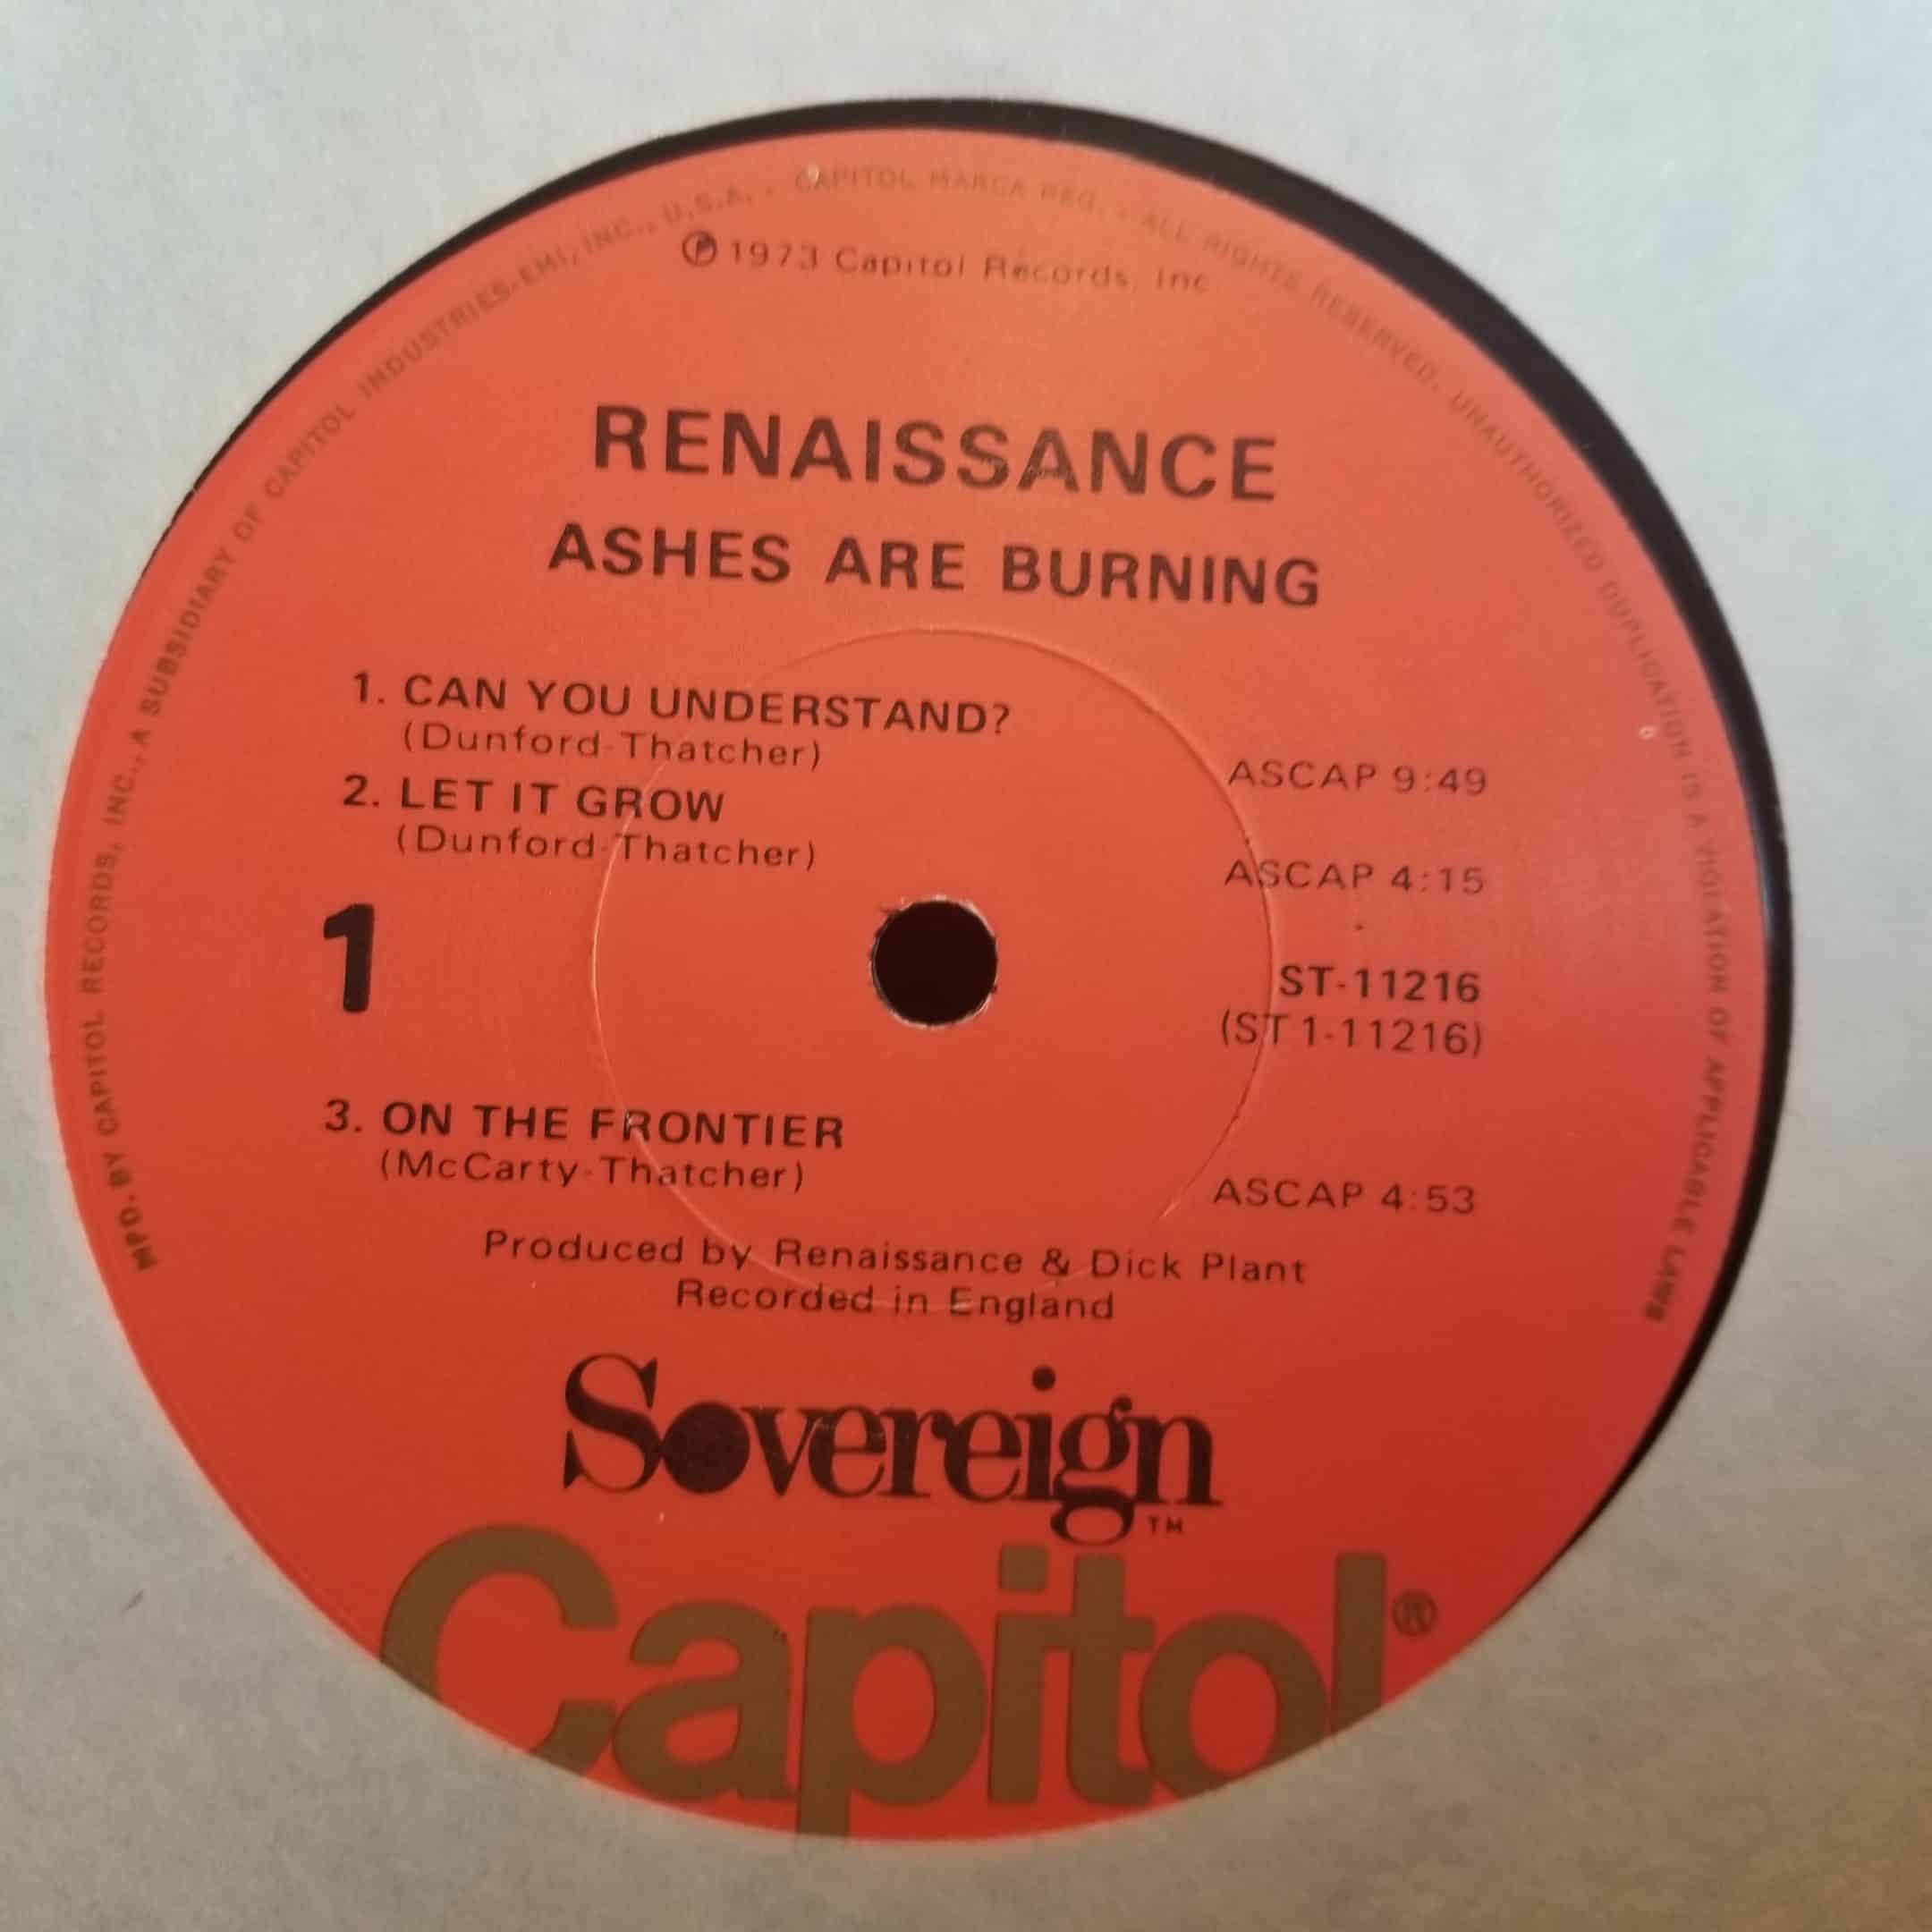 MFD. BY CAPITOL RECORDS, INC., A SUBSIDIARY OF CAPITOL INDUSTRIES-EMI, INC., U.S.A. · CAPITOL MARCA REG. · ALL RIGHTS RESERVED. UNAUTHORIZED DUPLICATION IS A VIOLATION OF APPLICABLE LAWS
℗ 1973 Capitol Records, Inc
RENAISSANCE
ASHES ARE BURNING
1. CAN YOU UNDERSTAND?
(Dunford-Thatcher)
ASCAP 9:49
2. LET IT GROW
(Dunford-Thatcher)
ASCAP 4:15
1
ST-11216
(ST 1-11216)
3. ON THE FRONTIER
(McCarty-Thatcher)
ASCAP 4:53
Produced by Renaissance & Dick Plant
Recorded in England
Sovereign TM
Capitol®